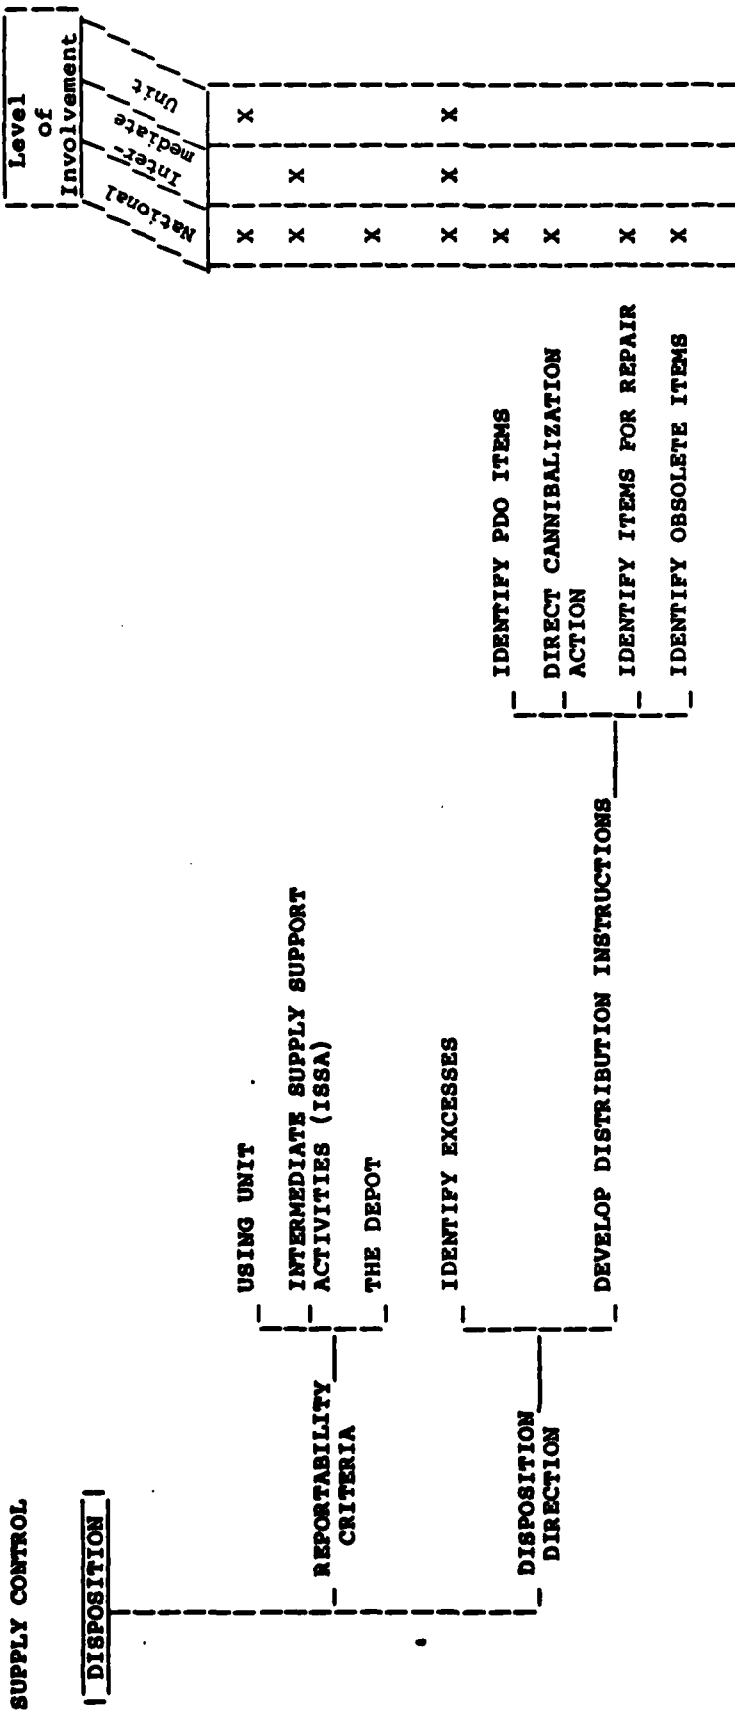 SUPPLY CONTROL
DISPOSITION
Level
of
Involvement
National
Inter-
mediate
Unit
REPORTABILITY
CRITERIA
USING UNIT
X X
INTERMEDIATE SUPPLY SUPPORT
ACTIVITIES (ISSA)
X X
THE DEPOT
X
DISPOSITION
DIRECTION
IDENTIFY EXCESSES
X X X
DEVELOP DISTRIBUTION INSTRUCTIONS
IDENTIFY PDO ITEMS
X
DIRECT CANNIBALIZATION
ACTION
X
IDENTIFY ITEMS FOR REPAIR
X
IDENTIFY OBSOLETE ITEMS
X